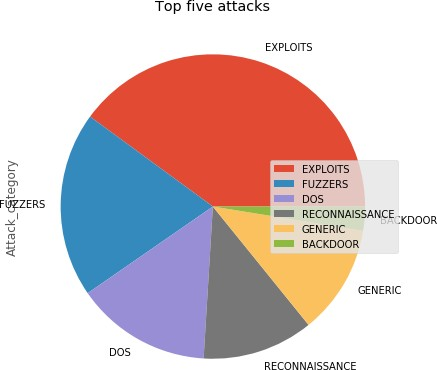 Top five attacks
EXPLOITS
FUZZERS
DOS
RECONNAISSANCE
GENERIC
BACKDOOR
Attack_category
EXPLOITS
FUZZERS
DOS
RECONNAISSANCE
GENERIC
BACKDOOR